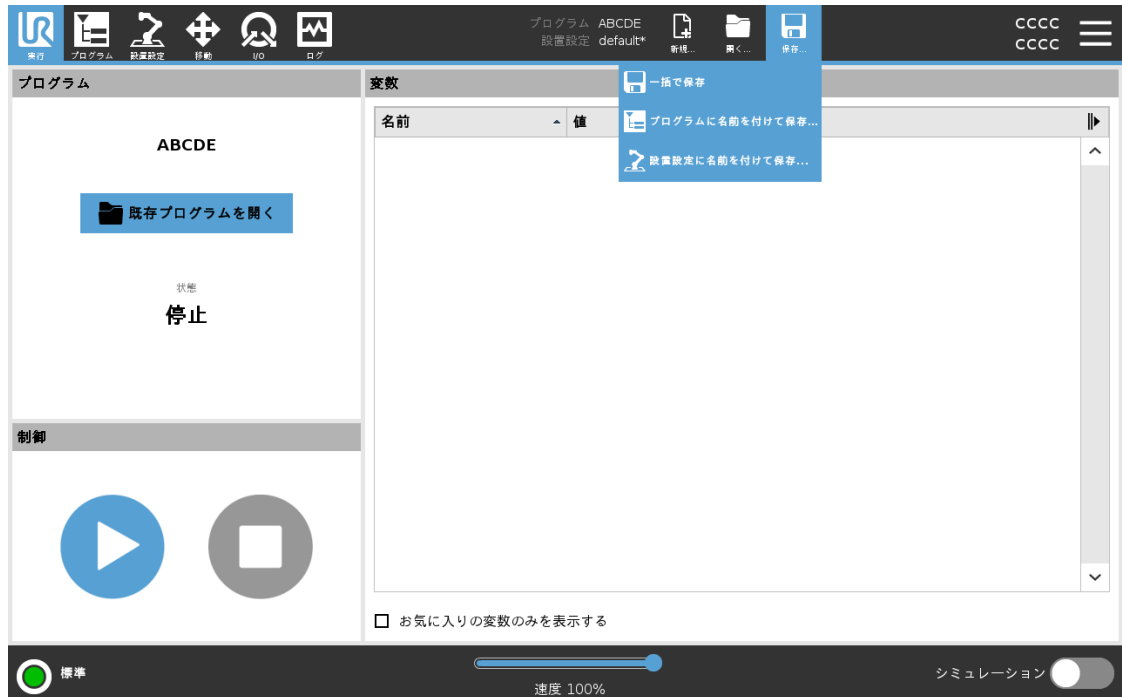 UR
実行
プログラム
設置設定
移動
I/O
ログ
プログラム ABCDE
設置設定 default*
新規...
開く...
保存...
cccc
cccc
一括で保存
プログラムに名前を付けて保存...
設置設定に名前を付けて保存...
プログラム
ABCDE
既存プログラムを開く
状態
停止
制御
変数
名前
値
お気に入りの変数のみを表示する
標準
速度 100%
シミュレーション